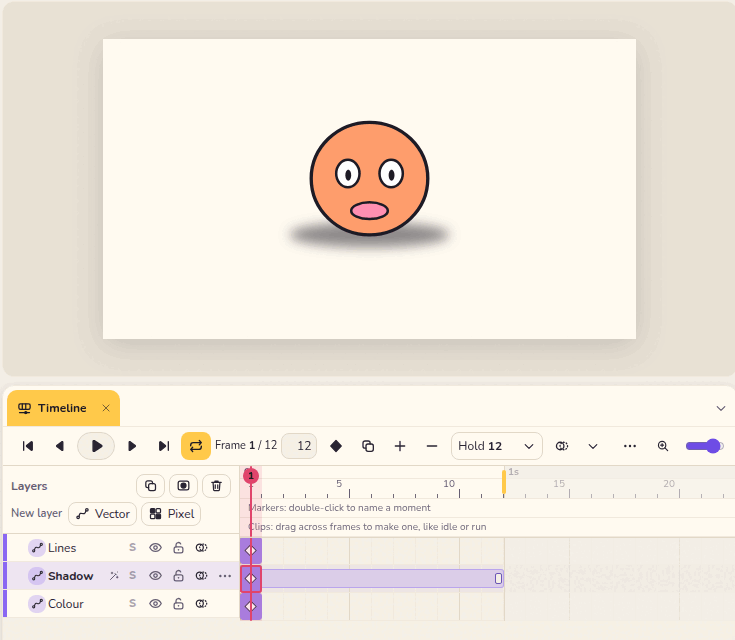 Timeline
Frame 1 / 12
12
Hold 12
Layers
New layer
Vector
Pixel
1
5
10
1s
15
20
Markers: double-click to name a moment
Clips: drag across frames to make one, like idle or run
Lines
S
Shadow
S
Colour
S